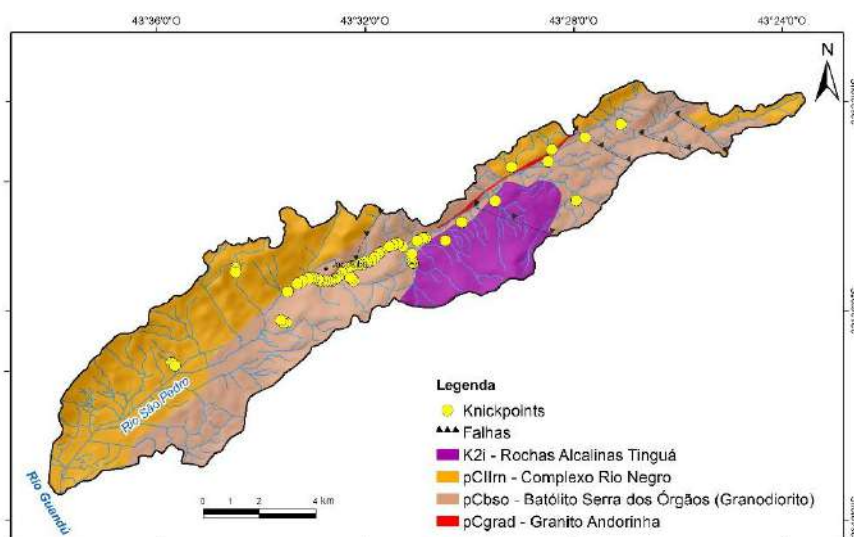 43°36'0"O
43°32'0"O
43°28'0"O
43°24'0"O
N
Rio São Pedro
Rio Guandú
Legenda
Knickpoints
Falhas
K2i - Rochas Alcalinas Tinguá
pCIIrn - Complexo Rio Negro
pCbso - Batólito Serra dos Órgãos (Granodiorito)
pCgrad - Granito Andorinha
0 1 2 4 km